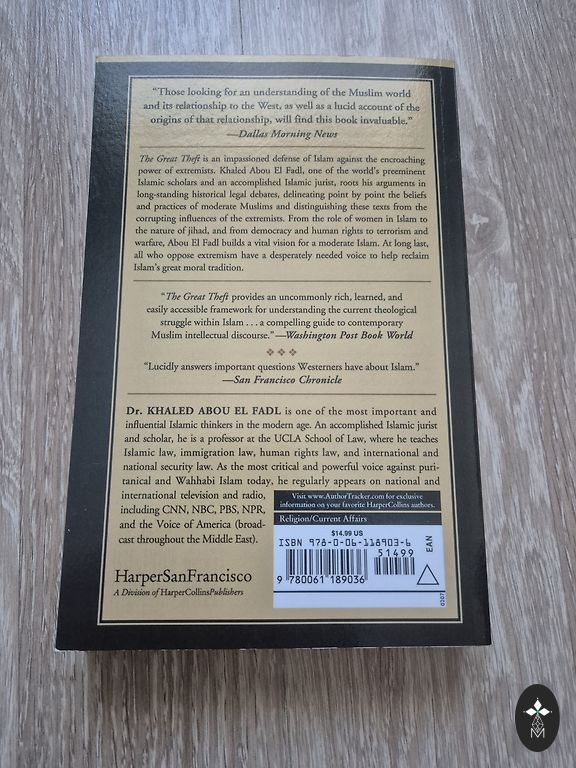 “Those looking for an understanding of the Muslim world
and its relationship to the West, as well as a lucid account of the
origins of that relationship, will find this book invaluable.”
—Dallas Morning News
The Great Theft is an impassioned defense of Islam against the encroaching
power of extremists. Khaled Abou El Fadl, one of the world’s preeminent
Islamic scholars and an accomplished Islamic jurist, roots his arguments in
long-standing historical legal debates, delineating point by point the beliefs
and practices of moderate Muslims and distinguishing these texts from the
corrupting influences of the extremists. From the role of women in Islam to
the nature of jihad, and from democracy and human rights to terrorism and
warfare, Abou El Fadl builds a vital vision for a moderate Islam. At long last,
all who oppose extremism have a desperately needed voice to help reclaim
Islam’s great moral tradition.
“The Great Theft provides an uncommonly rich, learned, and
easily accessible framework for understanding the current theological
struggle within Islam . . . a compelling guide to contemporary
Muslim intellectual discourse.”—Washington Post Book World
“Lucidly answers important questions Westerners have about Islam.”
—San Francisco Chronicle
Dr. KHALED ABOU EL FADL is one of the most important and
influential Islamic thinkers in the modern age. An accomplished Islamic jurist
and scholar, he is a professor at the UCLA School of Law, where he teaches
Islamic law, immigration law, human rights law, and international and
national security law. As the most critical and powerful voice against puri-
tanical and Wahhabi Islam today, he regularly appears on national and
international television and radio,
including CNN, NBC, PBS, NPR,
and the Voice of America (broad-
cast throughout the Middle East).
HarperSanFrancisco
A Division of HarperCollinsPublishers
Visit www.AuthorTracker.com for exclusive
information on your favorite HarperCollins authors.
Religion/Current Affairs
$14.99 US
ISBN 978-0-06-118903-6
51499
9 780061 189036
EAN
0207
M